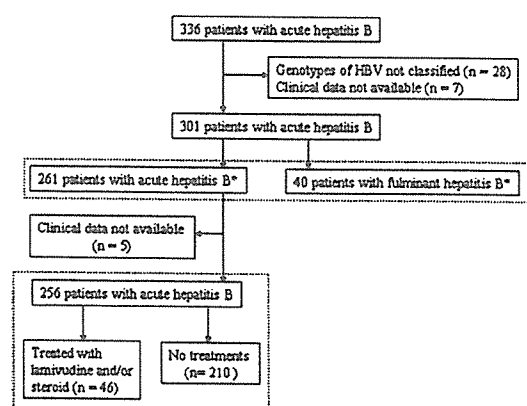 336 patients with acute hepatitis B
Genotypes of HBV not classified (n = 28)
Clinical data not available (n = 7)
301 patients with acute hepatitis B
261 patients with acute hepatitis B*
40 patients with fulminant hepatitis B*
Clinical data not available
(n = 5)
256 patients with acute hepatitis B
Treated with
lamivudine and/or
steroid (n = 46)
No treatments
(n= 210)